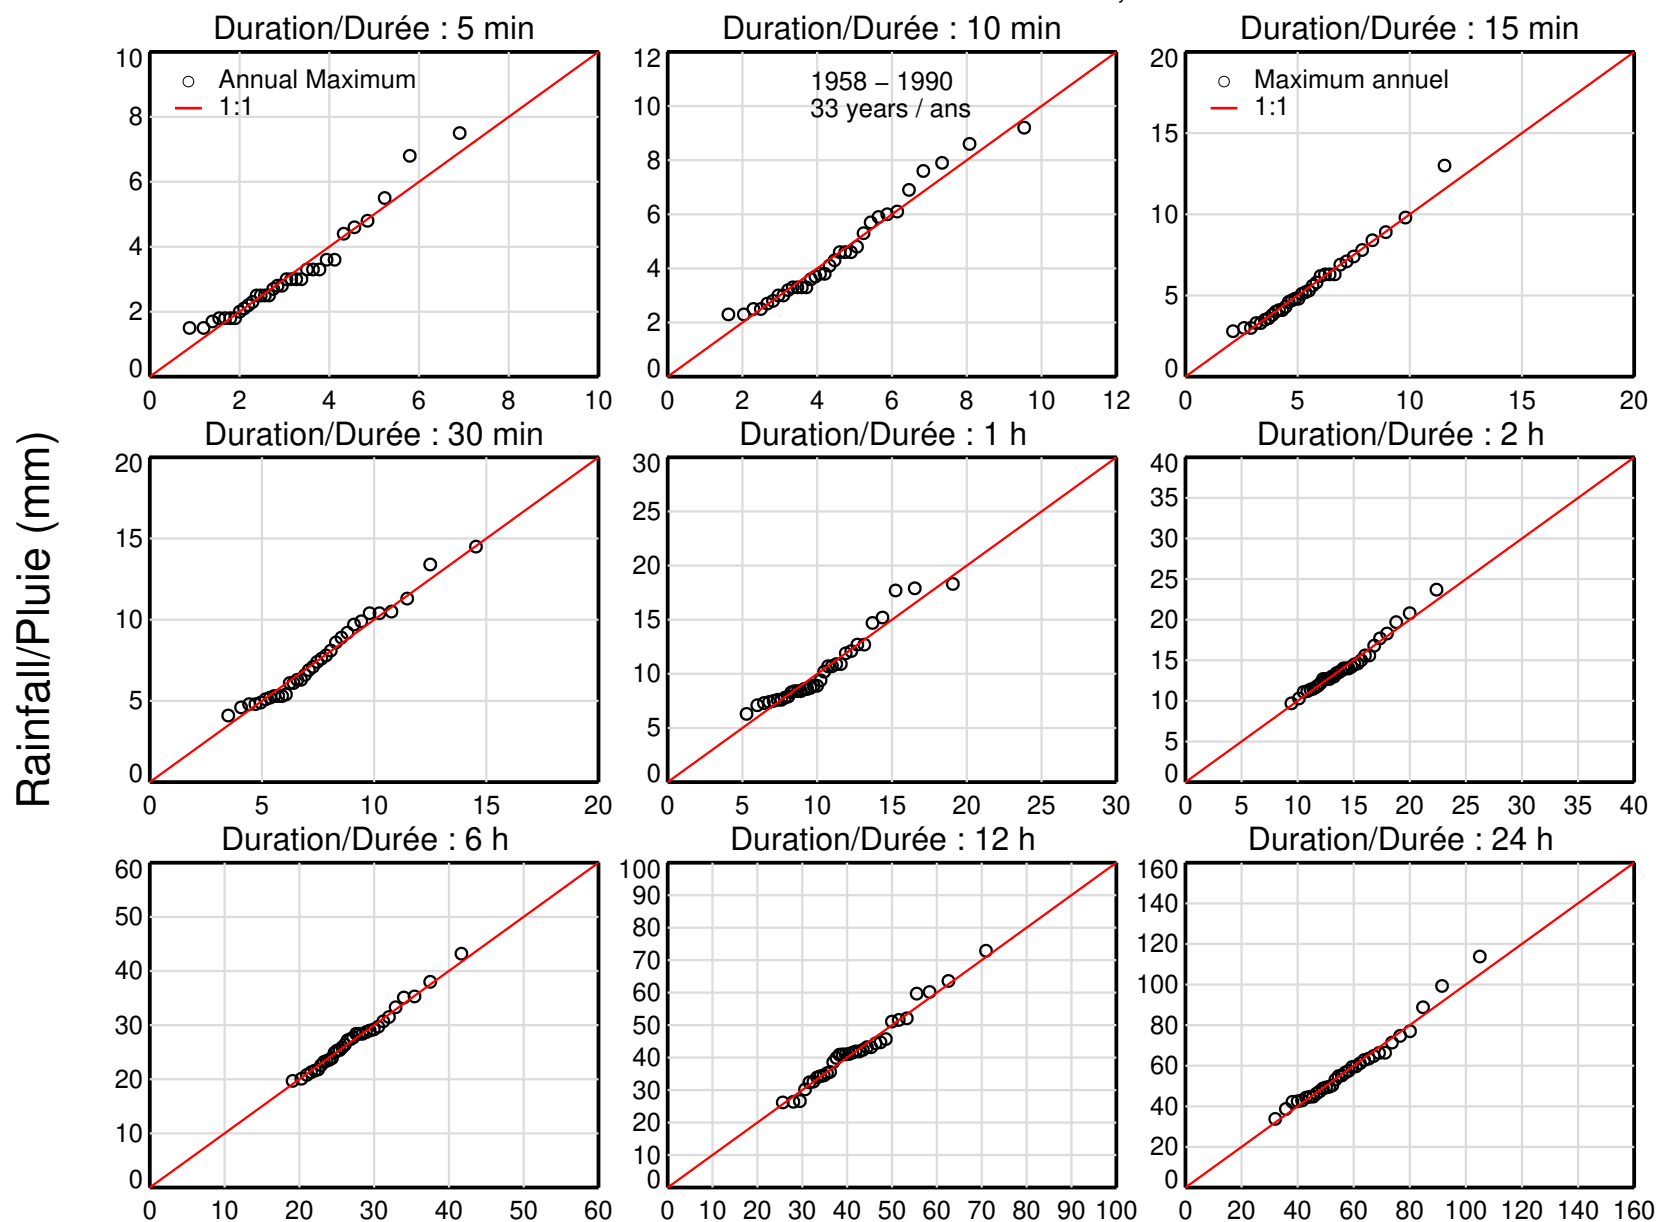 Duration/Durée : 5 min
10
8
6
4
2
0
0 2 4 6 8 10
Annual Maximum
1:1
Duration/Durée : 10 min
12
10
8
6
4
2
0
0 2 4 6 8 10 12
1958 – 1990
33 years / ans
Duration/Durée : 15 min
20
15
10
5
0
0 5 10 15 20
Maximum annuel
1:1
Rainfall/Pluie (mm)
Duration/Durée : 30 min
20
15
10
5
0
0 5 10 15 20
Duration/Durée : 1 h
30
25
20
15
10
5
0
0 5 10 15 20 25 30
Duration/Durée : 2 h
40
35
30
25
20
15
10
5
0
0 5 10 15 20 25 30 35 40
Duration/Durée : 6 h
60
50
40
30
20
10
0
0 10 20 30 40 50 60
Duration/Durée : 12 h
100
90
80
70
60
50
40
30
20
10
0
0 10 20 30 40 50 60 70 80 90 100
Duration/Durée : 24 h
160
140
120
100
80
60
40
20
0
0 20 40 60 80 100 120 140 160